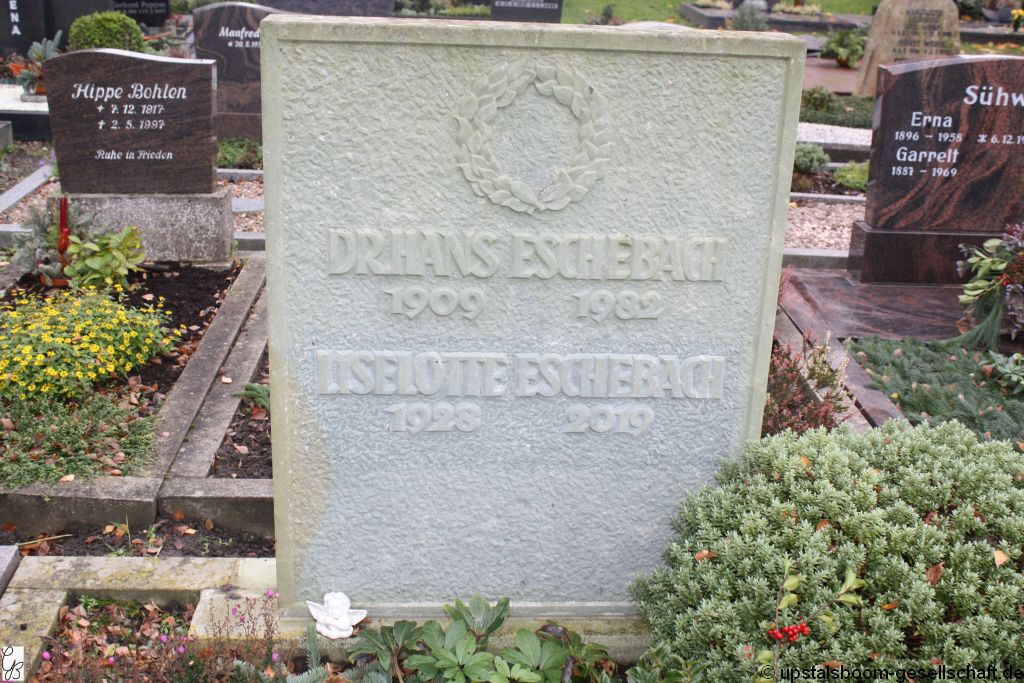 DR. HANS ESCHEBACH
1909 1982
LISELOTTE ESCHEBACH
1928 2019
Hippe Bohlen
† 7. 12. 1917
† 2. 5. 1997
Ruhe in Frieden
Manfred
Erna
1896 - 1958
Garrelt
1887 - 1969
upstalsboom-gesellschaft.de